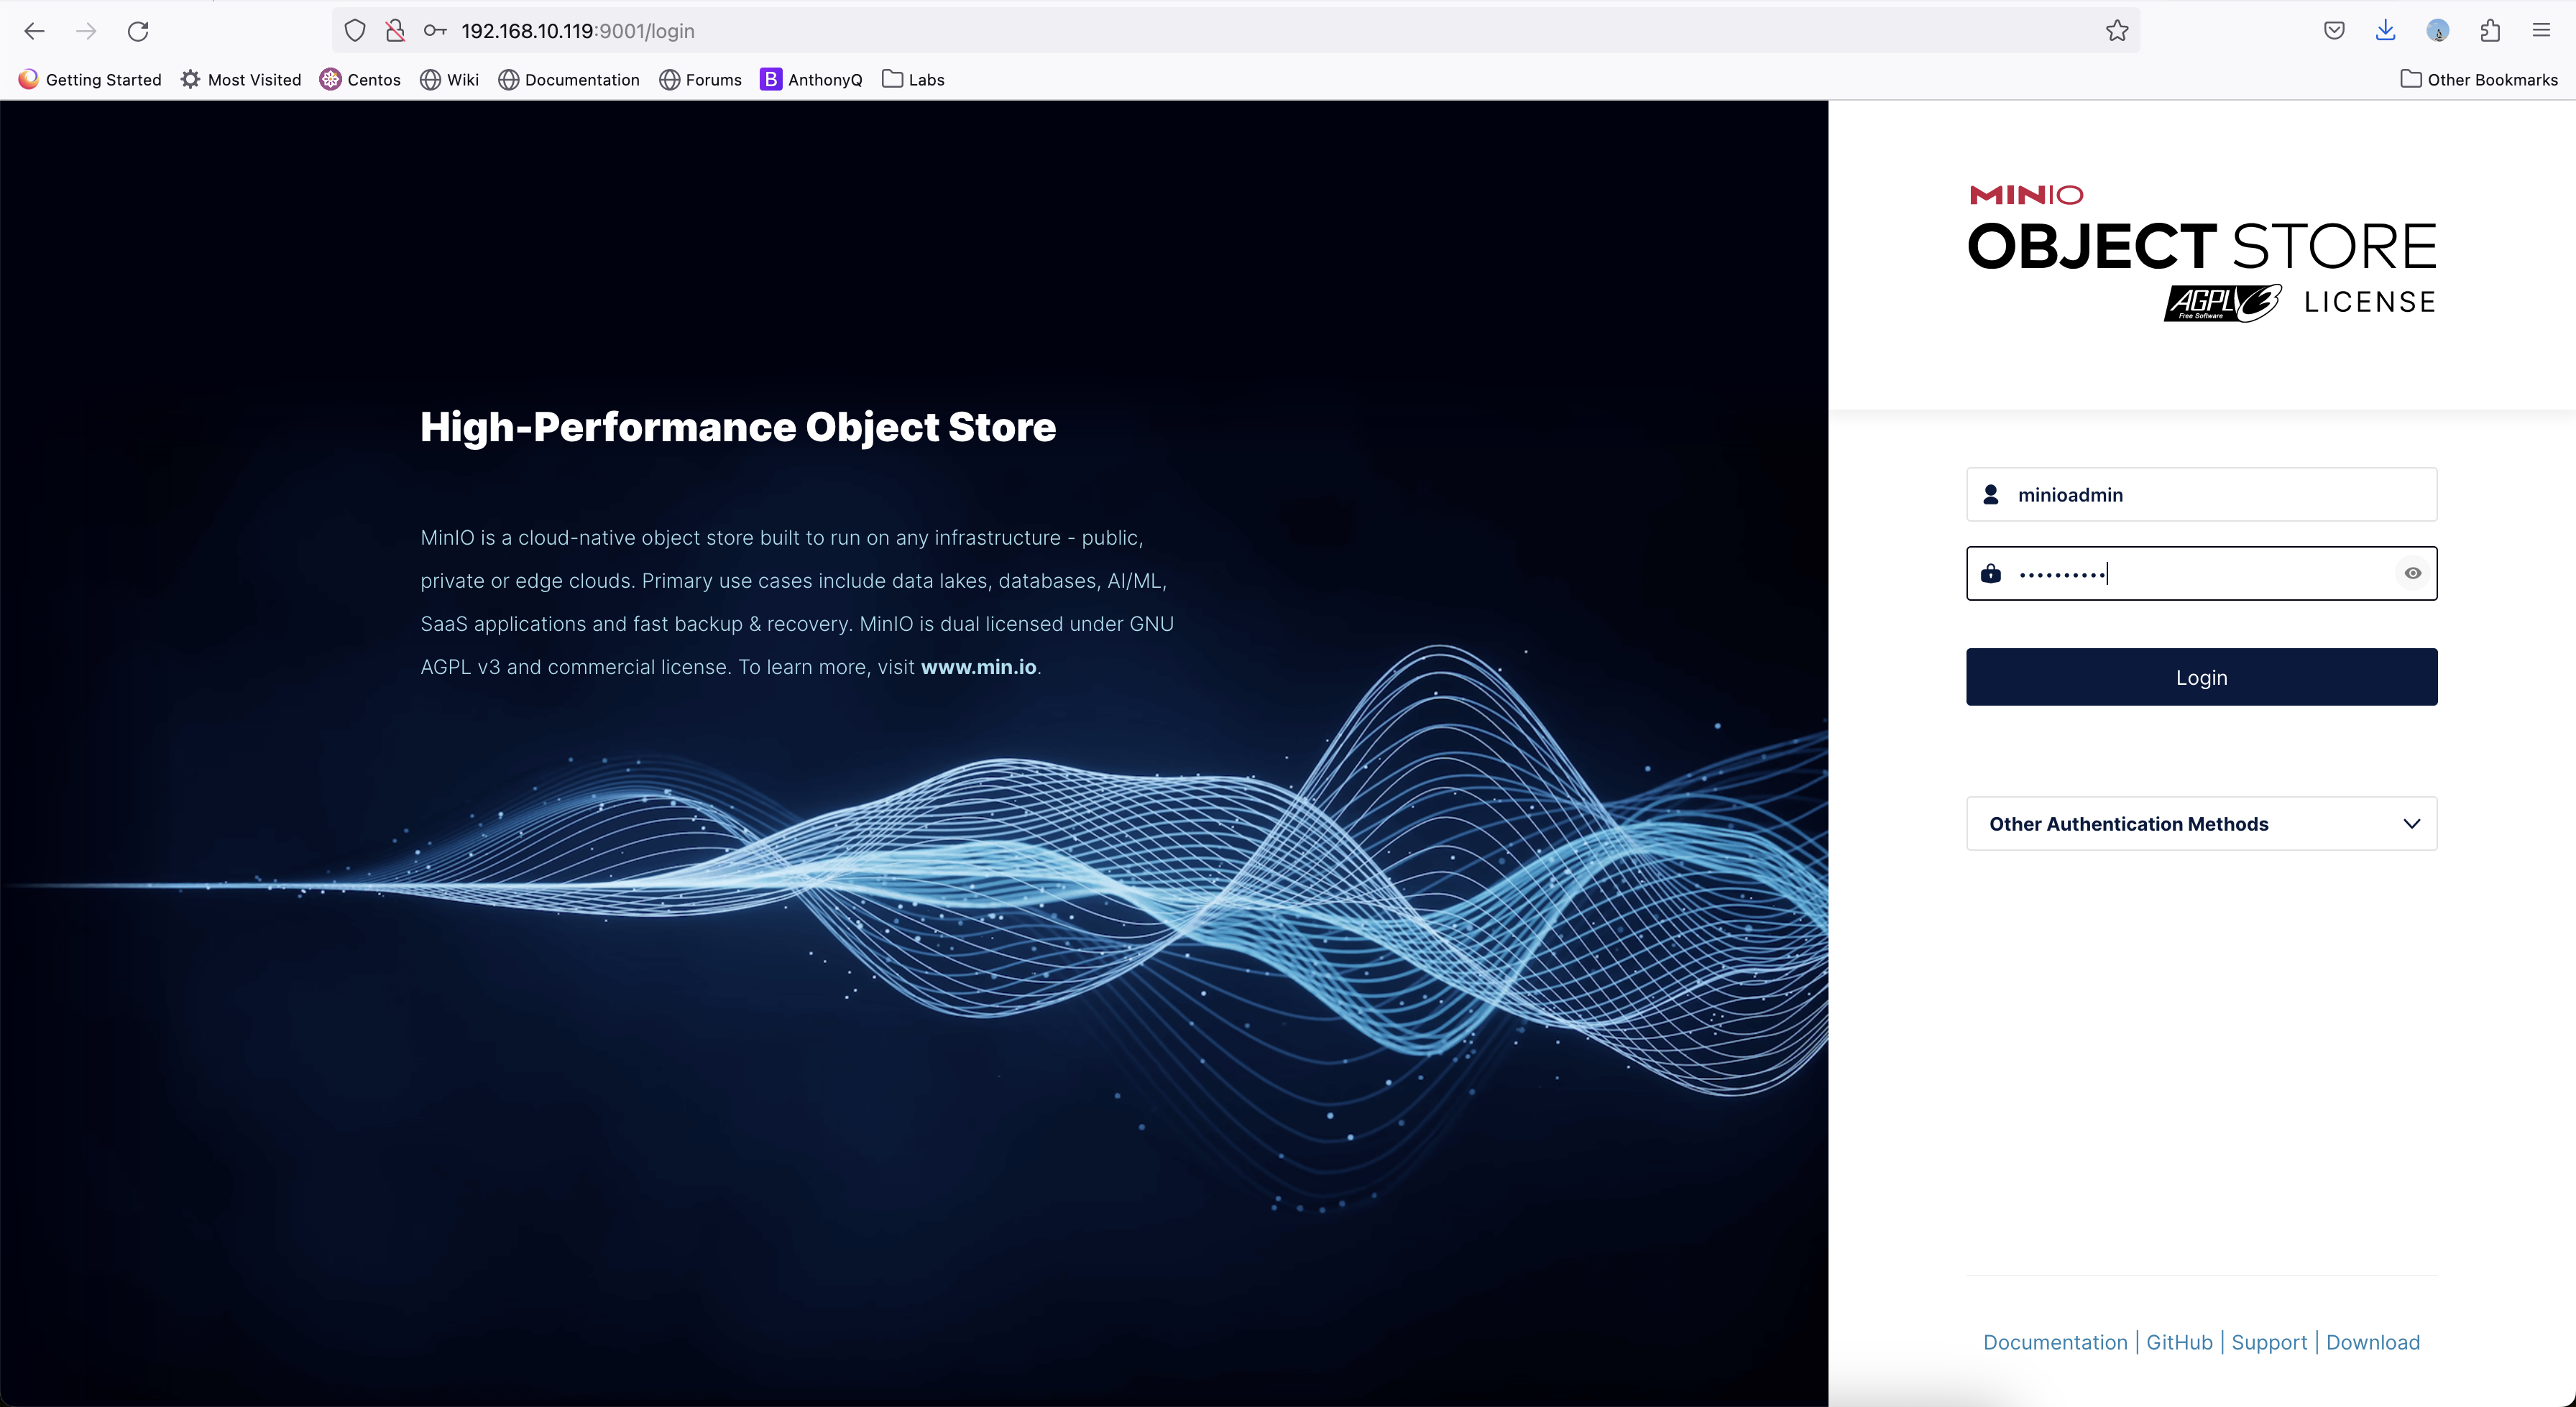 192.168.10.119:9001/login
Getting Started Most Visited Centos Wiki Documentation Forums B AnthonyQ Labs Other Bookmarks
High-Performance Object Store
MinIO is a cloud-native object store built to run on any infrastructure - public,
private or edge clouds. Primary use cases include data lakes, databases, AI/ML,
SaaS applications and fast backup & recovery. MinIO is dual licensed under GNU
AGPL v3 and commercial license. To learn more, visit www.min.io.
MINIO
OBJECT STORE
AGPLv3 Free Software LICENSE
minioadmin
••••••••••
Login
Other Authentication Methods
Documentation | GitHub | Support | Download